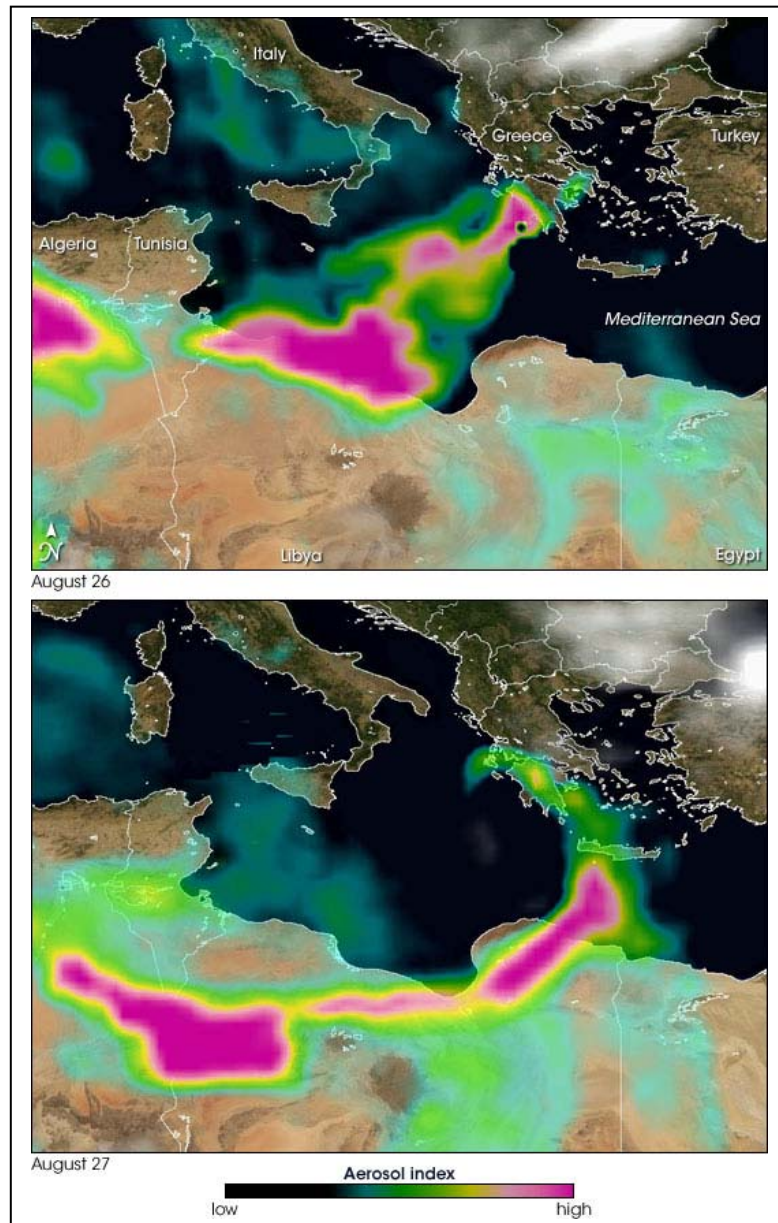 Italy
Greece
Turkey
Algeria
Tunisia
Mediterranean Sea
N
Libya
Egypt
August 26
August 27
Aerosol index
low
high